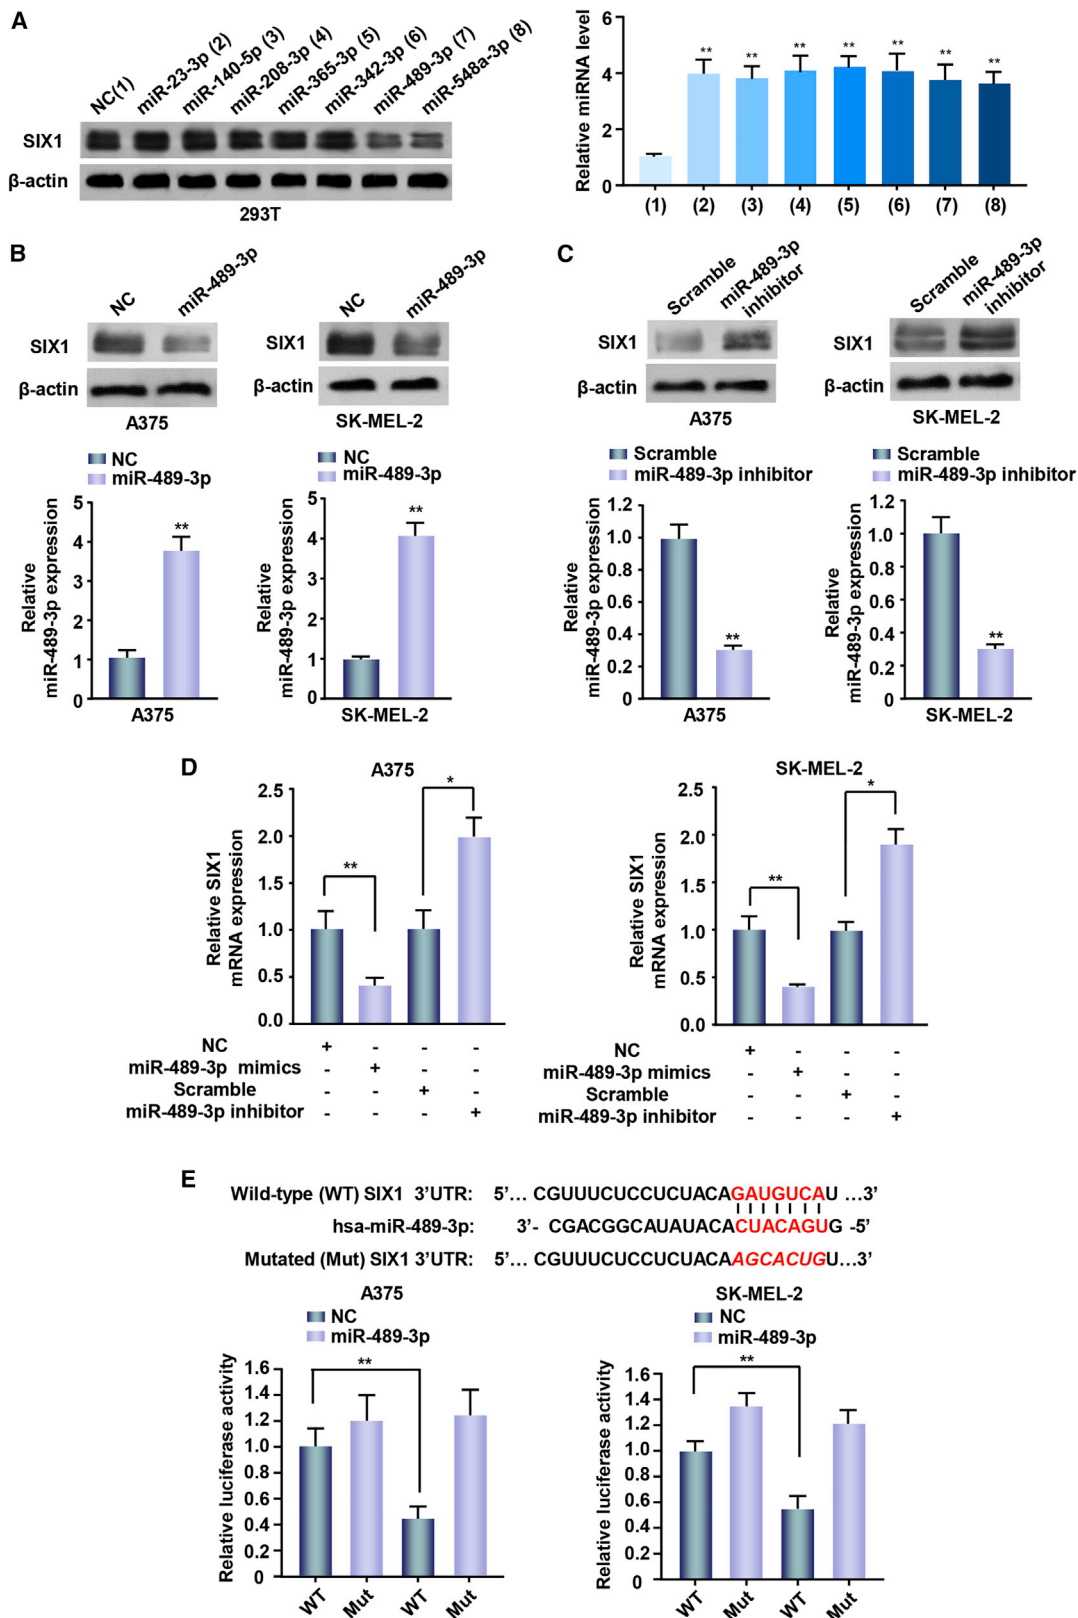 A
NC(1)
miR-23-3p (2)
miR-140-5p (3)
miR-208-3p (4)
miR-365-3p (5)
miR-342-3p (6)
miR-489-3p (7)
miR-548a-3p (8)
SIX1
β-actin
293T
Relative miRNA level
6
4
2
0
** ** ** ** ** ** **
(1) (2) (3) (4) (5) (6) (7) (8)
B
NC miR-489-3p
SIX1
β-actin
A375
NC miR-489-3p
SIX1
β-actin
SK-MEL-2
NC
miR-489-3p
Relative
miR-489-3p expression
5
4
3
2
1
0
**
A375
NC
miR-489-3p
Relative
miR-489-3p expression
5
4
3
2
1
0
**
SK-MEL-2
C
Scramble
miR-489-3p
inhibitor
SIX1
β-actin
A375
Scramble
miR-489-3p
inhibitor
SIX1
β-actin
SK-MEL-2
Scramble
miR-489-3p inhibitor
Relative
miR-489-3p expression
1.2
1.0
0.8
0.6
0.4
0.2
0
**
A375
Scramble
miR-489-3p inhibitor
Relative
miR-489-3p expression
1.2
1.0
0.8
0.6
0.4
0.2
0
**
SK-MEL-2
D
A375
Relative SIX1
mRNA expression
2.5
2.0
1.5
1.0
0.5
0.0
**
*
NC + - - -
miR-489-3p mimics - + - -
Scramble - - + -
miR-489-3p inhibitor - - - +
SK-MEL-2
Relative SIX1
mRNA expression
2.5
2.0
1.5
1.0
0.5
0.0
**
*
NC + - - -
miR-489-3p mimics - + - -
Scramble - - + -
miR-489-3p inhibitor - - - +
E
Wild-type (WT) SIX1 3’UTR: 5’… CGUUUCUCCUCUACAGAUGUCAU …3’
hsa-miR-489-3p: 3’- CGACGGCAUAUACACUACAGUG -5’
Mutated (Mut) SIX1 3’UTR: 5’… CGUUUCUCCUCUACAAGCACUGU…3’
A375
NC
miR-489-3p
Relative luciferase activity
1.6
1.4
1.2
1.0
0.8
0.6
0.4
0.2
0
**
WT Mut WT Mut
SK-MEL-2
NC
miR-489-3p
Relative luciferase activity
1.6
1.4
1.2
1.0
0.8
0.6
0.4
0.2
0
**
WT Mut WT Mut